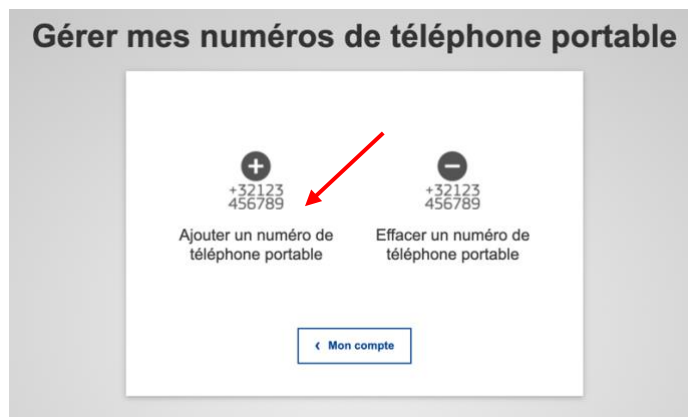 Gérer mes numéros de téléphone portable
+32123
456789
Ajouter un numéro de
téléphone portable
+32123
456789
Effacer un numéro de
téléphone portable
‹ Mon compte